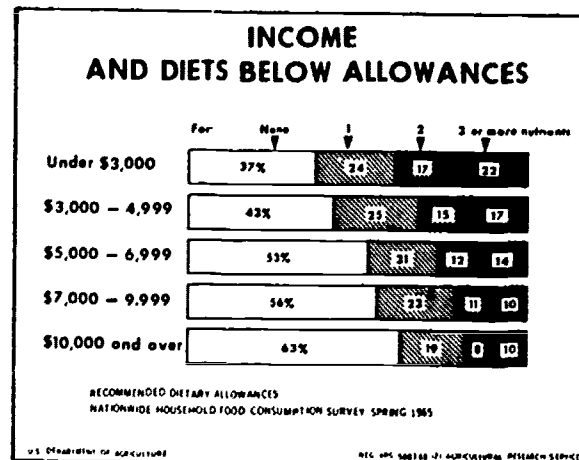 INCOME
AND DIETS BELOW ALLOWANCES
For None 1 2 3 or more nutrients
Under $3,000 37% 24 17 22
$3,000 – 4,999 43% 25 15 17
$5,000 – 6,999 53% 21 12 14
$7,000 – 9,999 56% 23 11 10
$10,000 and over 63% 19 8 10
RECOMMENDED DIETARY ALLOWANCES
NATIONWIDE HOUSEHOLD FOOD CONSUMPTION SURVEY SPRING 1965
U.S. DEPARTMENT OF AGRICULTURE
AGRICULTURAL RESEARCH SERVICE